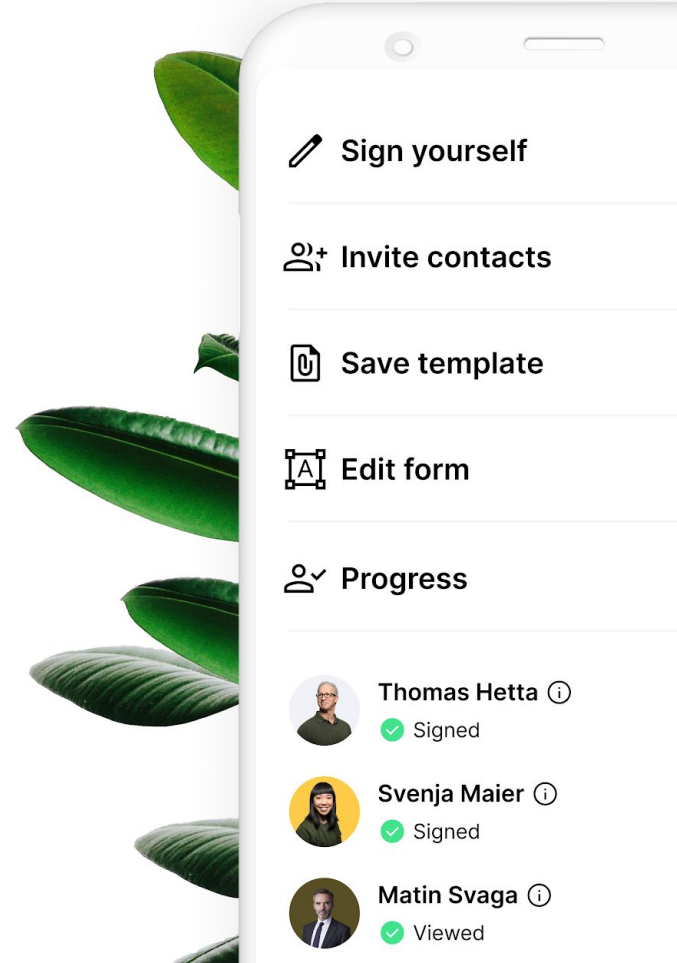 Sign yourself
Invite contacts
Save template
A
Edit form
Progress
Thomas Hetta
Signed
Svenja Maier
Signed
Matin Svaga
Viewed